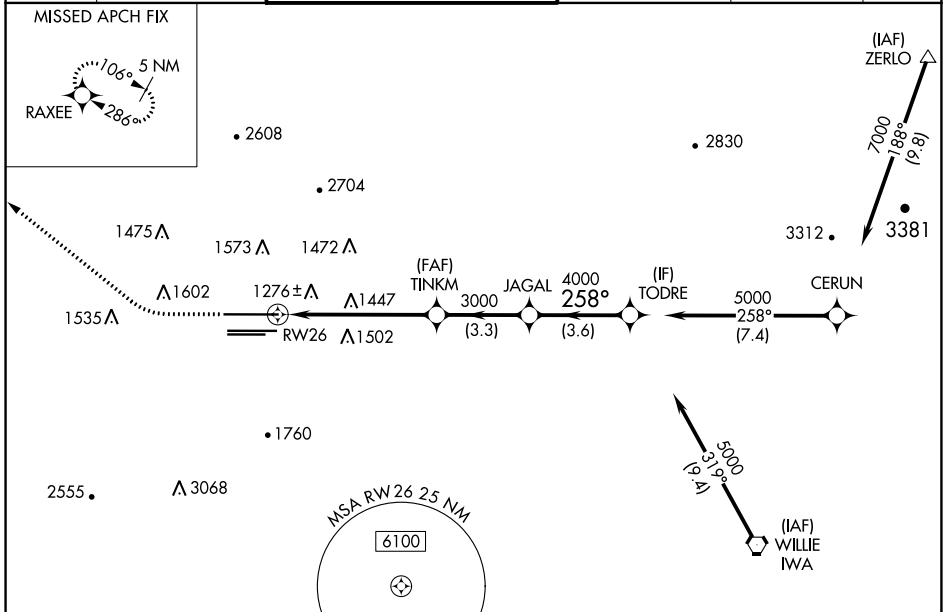 MISSED APCH FIX
106°
5 NM
RAXEE
286°
(IAF)
ZERLO
7000
188°
(9.8)
2608
2830
2704
3381
3312
1475
1573
1472
(FAF)
TINKM
JAGAL
4000
258°
(IF)
TODRE
CERUN
1602
1276±
1447
3000
5000
258°
1535
RW26
1502
(3.3)
(3.6)
(7.4)
1760
5000
319°
(9.4)
2555
3068
MSA RW26 25 NM
6100
(IAF)
WILLIE
IWA